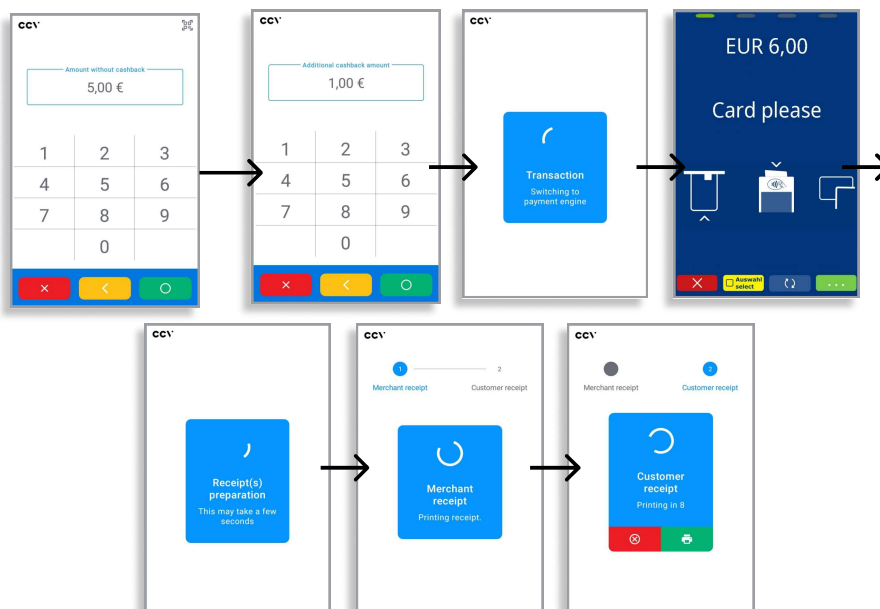 ccv
Amount without cashback
5,00 €
1 2 3
4 5 6
7 8 9
0
ccv
Additional cashback amount
1,00 €
1 2 3
4 5 6
7 8 9
0
ccv
Transaction
Switching to
payment engine
EUR 6,00
Card please
Auswahl
select
...
ccv
Receipt(s)
preparation
This may take a few
seconds
ccv
1 2
Merchant receipt Customer receipt
Merchant
receipt
Printing receipt.
ccv
2
Merchant receipt Customer receipt
Customer
receipt
Printing in 8